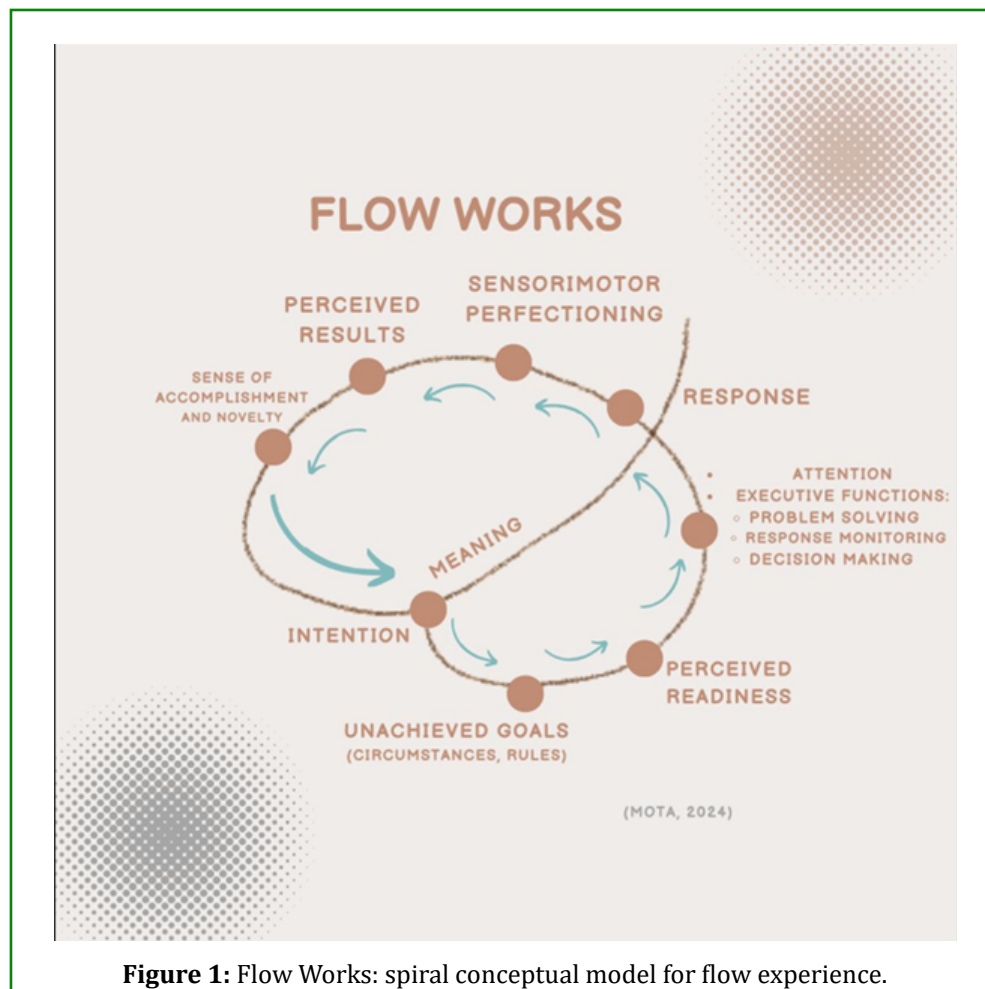 FLOW WORKS
SENSORIMOTOR
PERFECTIONING
PERCEIVED
RESULTS
SENSE OF
ACCOMPLISHMENT
AND NOVELTY
RESPONSE
• ATTENTION
• EXECUTIVE FUNCTIONS:
○ PROBLEM SOLVING
○ RESPONSE MONITORING
○ DECISION MAKING
MEANING
INTENTION
PERCEIVED
READINESS
UNACHIEVED GOALS
(CIRCUMSTANCES, RULES)
(MOTA, 2024)
Figure 1: Flow Works: spiral conceptual model for flow experience.